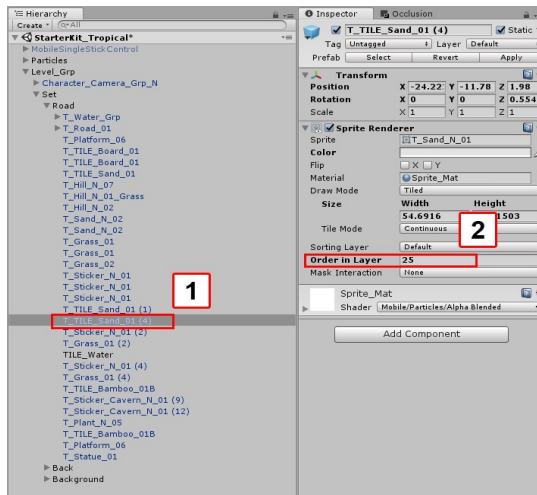 Hierarchy
Create
All
StarterKit_Tropical*
MobileSingleStickControl
Particles
Level_Grp
Character_Camera_Grp_N
Set
Road
T_Water_Grp
T_Road_01
T_Platform_06
T_TILE_Board_01
T_TILE_Board_01
T_TILE_Sand_01
T_Hill_N_07
T_Hill_N_01_Grass
T_Hill_N_02
T_Sand_N_02
T_Sand_N_02
T_Grass_01
T_Grass_01
T_Grass_02
T_Sticker_N_01
T_Sticker_N_01
T_Sticker_N_01
T_TILE_Sand_01 (1)
T_TILE_Sand_01 (4)
T_Sticker_N_01 (2)
T_Grass_01 (2)
TILE_Water
T_Sticker_N_01 (4)
T_Grass_01 (4)
T_TILE_Bamboo_01B
T_Sticker_Cavern_N_01 (9)
T_Sticker_Cavern_N_01 (12)
T_Plant_N_05
T_TILE_Bamboo_01B
T_Platform_06
T_Statue_01
Back
Background
1
Inspector Occlusion
T_TILE_Sand_01 (4) Static
Tag Untagged Layer Default
Prefab Select Revert Apply
Transform
Position X -24.22 Y -11.78 Z 1.98
Rotation X 0 Y 0 Z 0.554
Scale X 1 Y 1 Z 1
Sprite Renderer
Sprite T_Sand_N_01
Color
Flip X Y
Material Sprite_Mat
Draw Mode Tiled
Size Width Height
54.6916 1503
Tile Mode Continuous
2
Sorting Layer Default
Order in Layer 25
Mask Interaction None
Sprite_Mat
Shader Mobile/Particles/Alpha Blended
Add Component